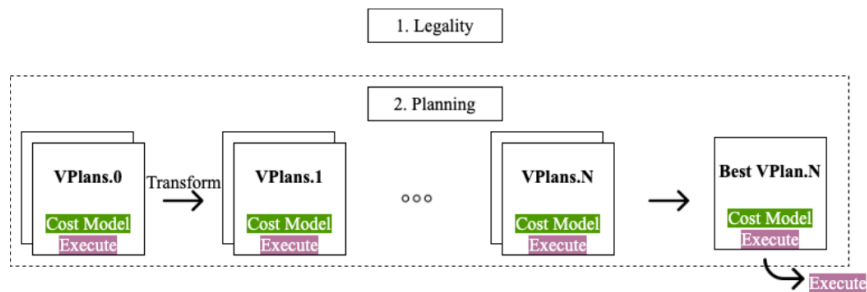 1. Legality
2. Planning
VPlans.0
Cost Model
Execute
Transform
VPlans.1
Cost Model
Execute
VPlans.N
Cost Model
Execute
Best VPlan.N
Cost Model
Execute
Execute